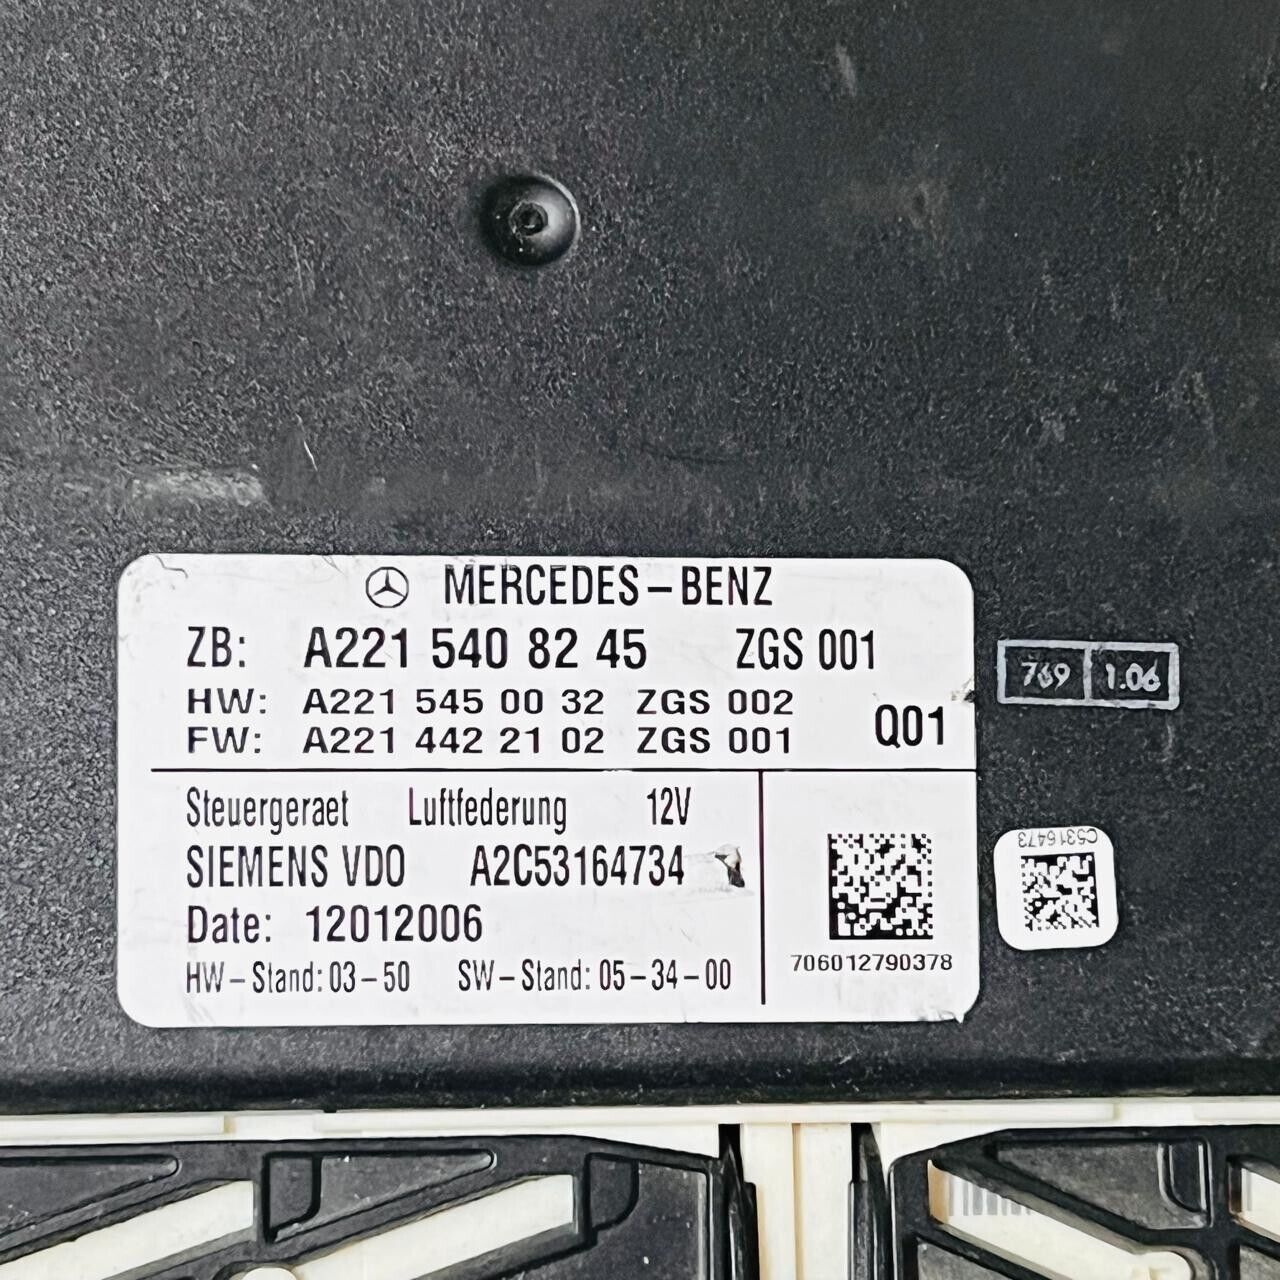 MERCEDES-BENZ
ZB: A221 540 82 45 ZGS 001
HW: A221 545 00 32 ZGS 002
FW: A221 442 21 02 ZGS 001
Q01
769 1.06
Steuergeraet Luftfederung 12V
SIEMENS VDO A2C53164734
Date: 12012006
HW-Stand: 03-50 SW-Stand: 05-34-00
706012790378
C5316473